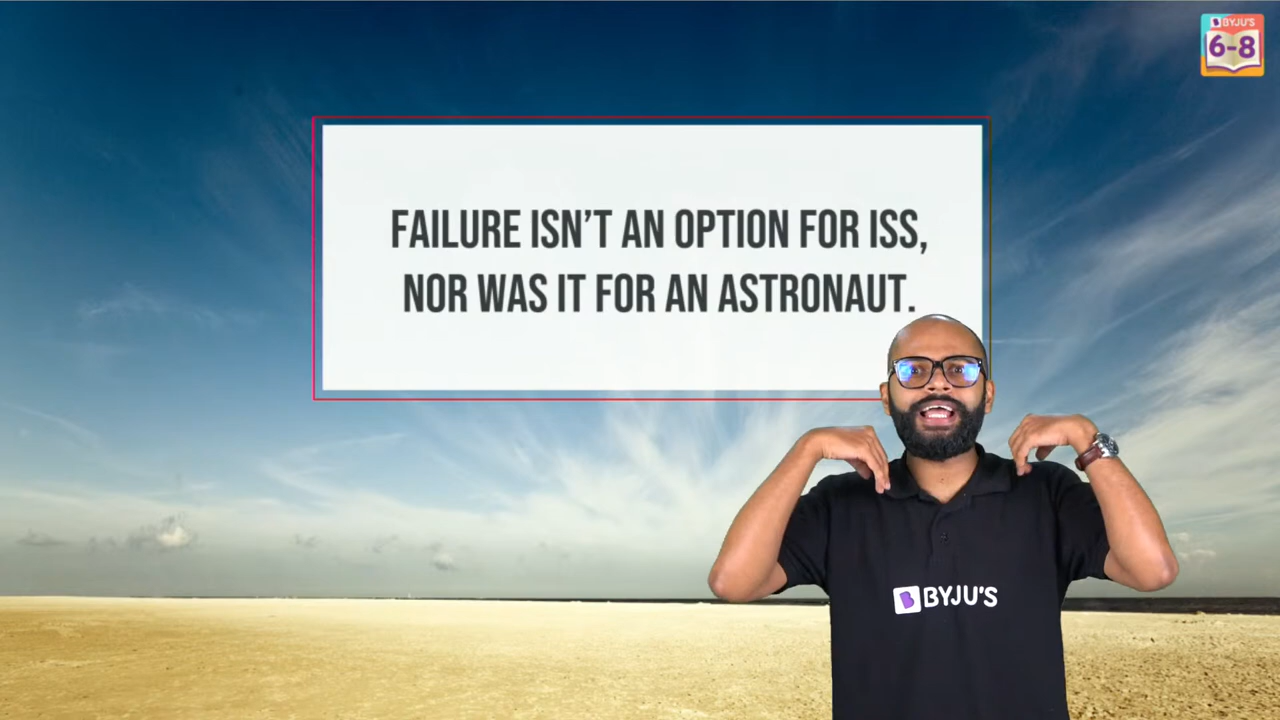 BYJU'S
6-8
FAILURE ISN’T AN OPTION FOR ISS,
NOR WAS IT FOR AN ASTRONAUT.
BYJU'S